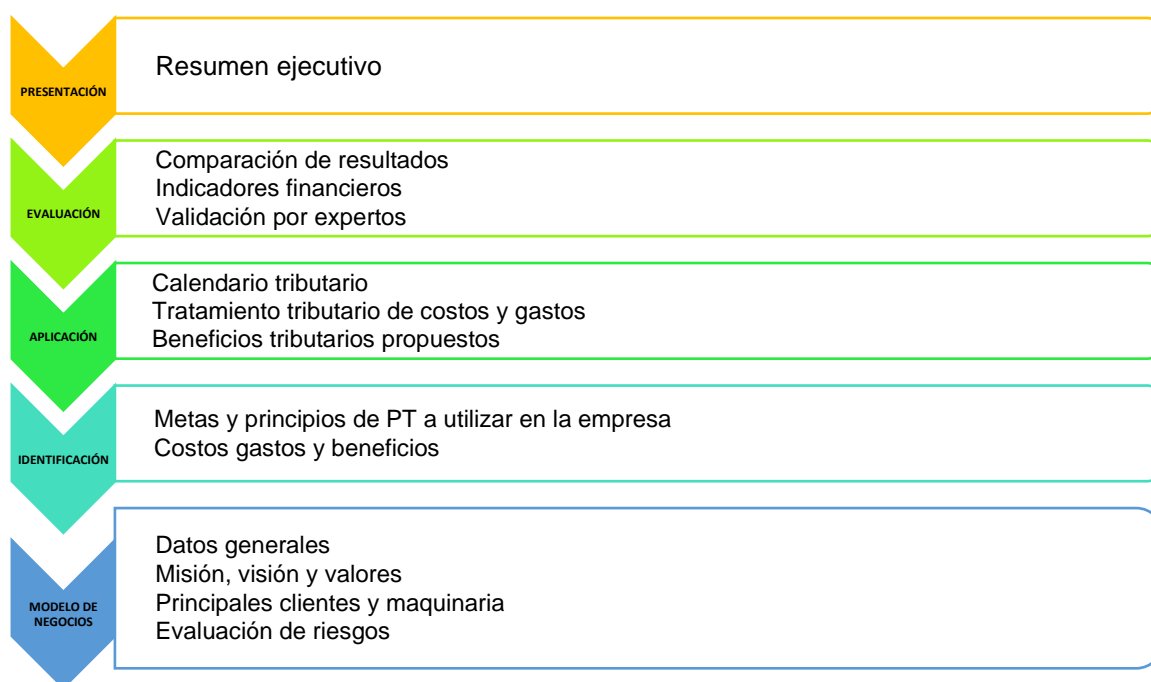 PRESENTACIÓN
Resumen ejecutivo
EVALUACIÓN
Comparación de resultados
Indicadores financieros
Validación por expertos
APLICACIÓN
Calendario tributario
Tratamiento tributario de costos y gastos
Beneficios tributarios propuestos
IDENTIFICACIÓN
Metas y principios de PT a utilizar en la empresa
Costos gastos y beneficios
MODELO DE
NEGOCIOS
Datos generales
Misión, visión y valores
Principales clientes y maquinaria
Evaluación de riesgos